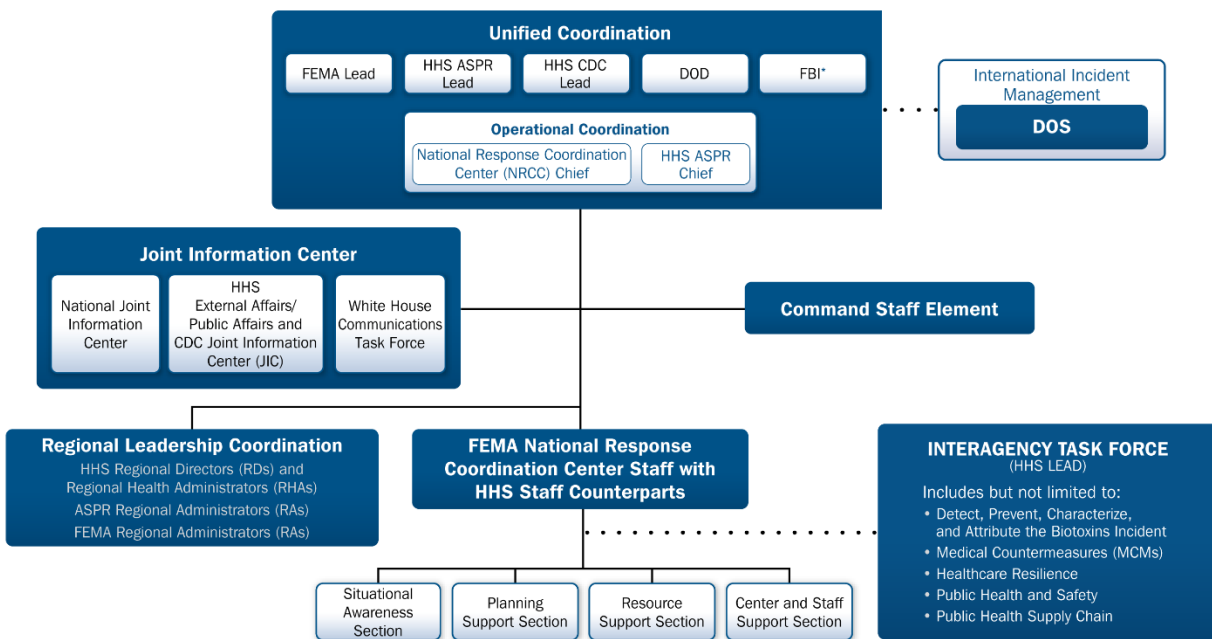 Unified Coordination
FEMA Lead
HHS ASPR
Lead
HHS CDC
Lead
DOD
FBI*
Operational Coordination
National Response Coordination
Center (NRCC) Chief
HHS ASPR
Chief
International Incident
Management
DOS
Joint Information Center
National Joint
Information
Center
HHS
External Affairs/
Public Affairs and
CDC Joint Information
Center (JIC)
White House
Communications
Task Force
Command Staff Element
Regional Leadership Coordination
HHS Regional Directors (RDs) and
Regional Health Administrators (RHAs)
ASPR Regional Administrators (RAs)
FEMA Regional Administrators (RAs)
FEMA National Response
Coordination Center Staff with
HHS Staff Counterparts
INTERAGENCY TASK FORCE
(HHS LEAD)
Includes but not limited to:
• Detect, Prevent, Characterize,
and Attribute the Biotoxins Incident
• Medical Countermeasures (MCMs)
• Healthcare Resilience
• Public Health and Safety
• Public Health Supply Chain
Situational
Awareness
Section
Planning
Support Section
Resource
Support Section
Center and Staff
Support Section